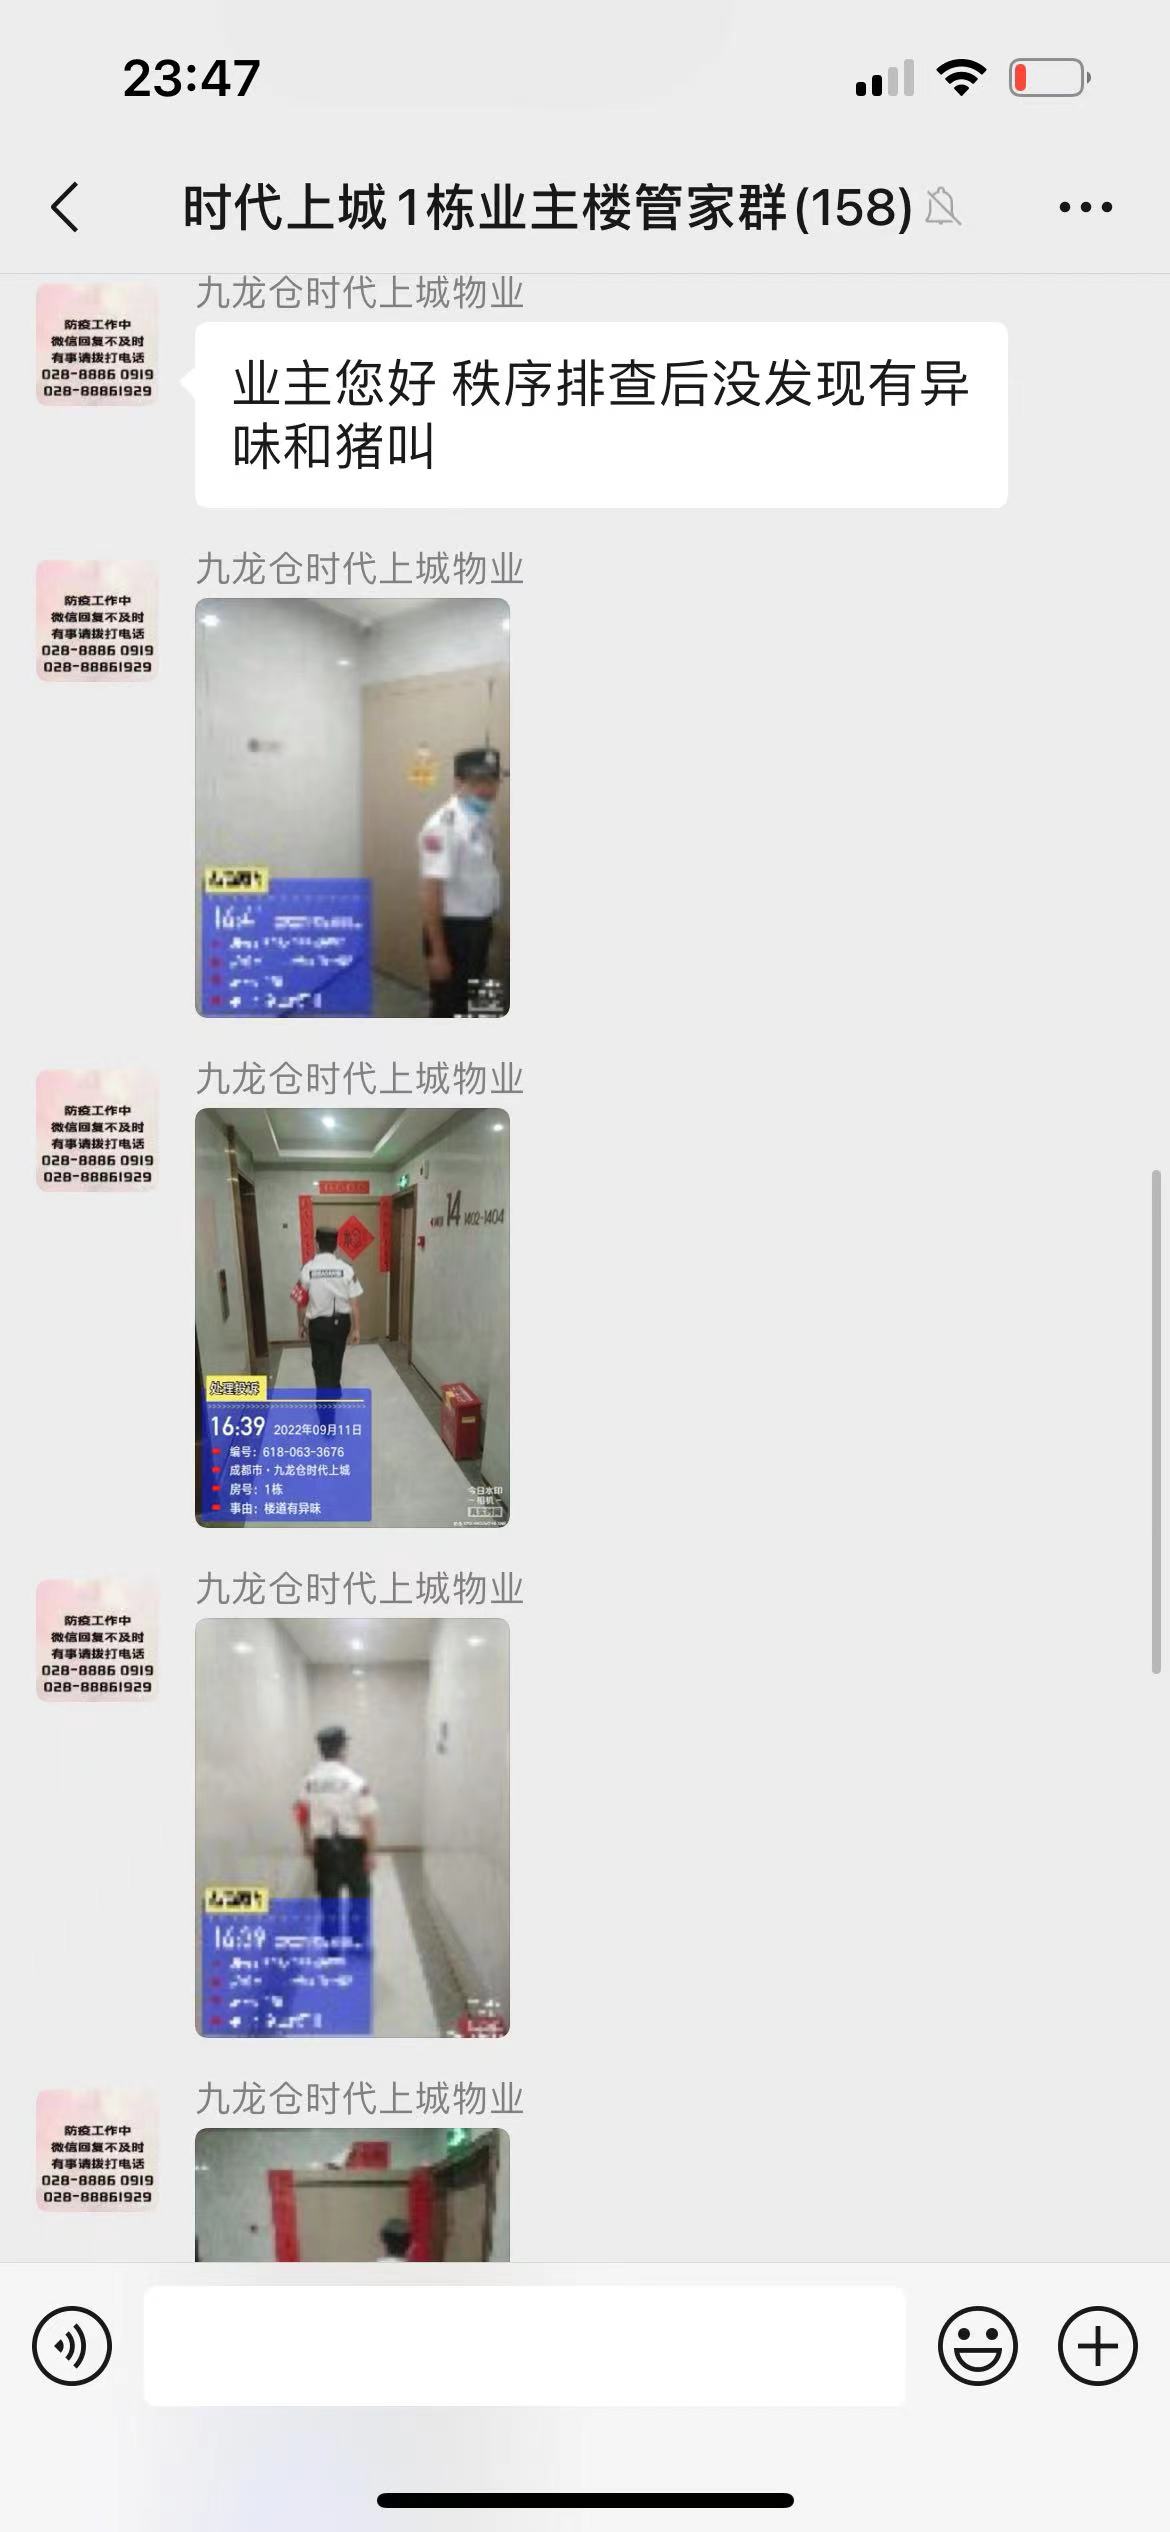 23:47
时代上城1栋业主楼管家群(158)
九龙仓时代上城物业
防疫工作中
微信回复不及时
有事请拨打电话
028-8886 0919
028-88861929
业主您好 秩序排查后没发现有异
味和猪叫
九龙仓时代上城物业
防疫工作中
微信回复不及时
有事请拨打电话
028-8886 0919
028-88861929
九龙仓时代上城物业
防疫工作中
微信回复不及时
有事请拨打电话
028-8886 0919
028-88861929
14 1402-1404
处理投诉
16:39 2022年09月11日
编号：618-063-3676
成都市·九龙仓时代上城
房号：1栋
事由：楼道有异味
今日水印
相机
真实时间
九龙仓时代上城物业
防疫工作中
微信回复不及时
有事请拨打电话
028-8886 0919
028-88861929
16:39
九龙仓时代上城物业
防疫工作中
微信回复不及时
有事请拨打电话
028-8886 0919
028-88861929